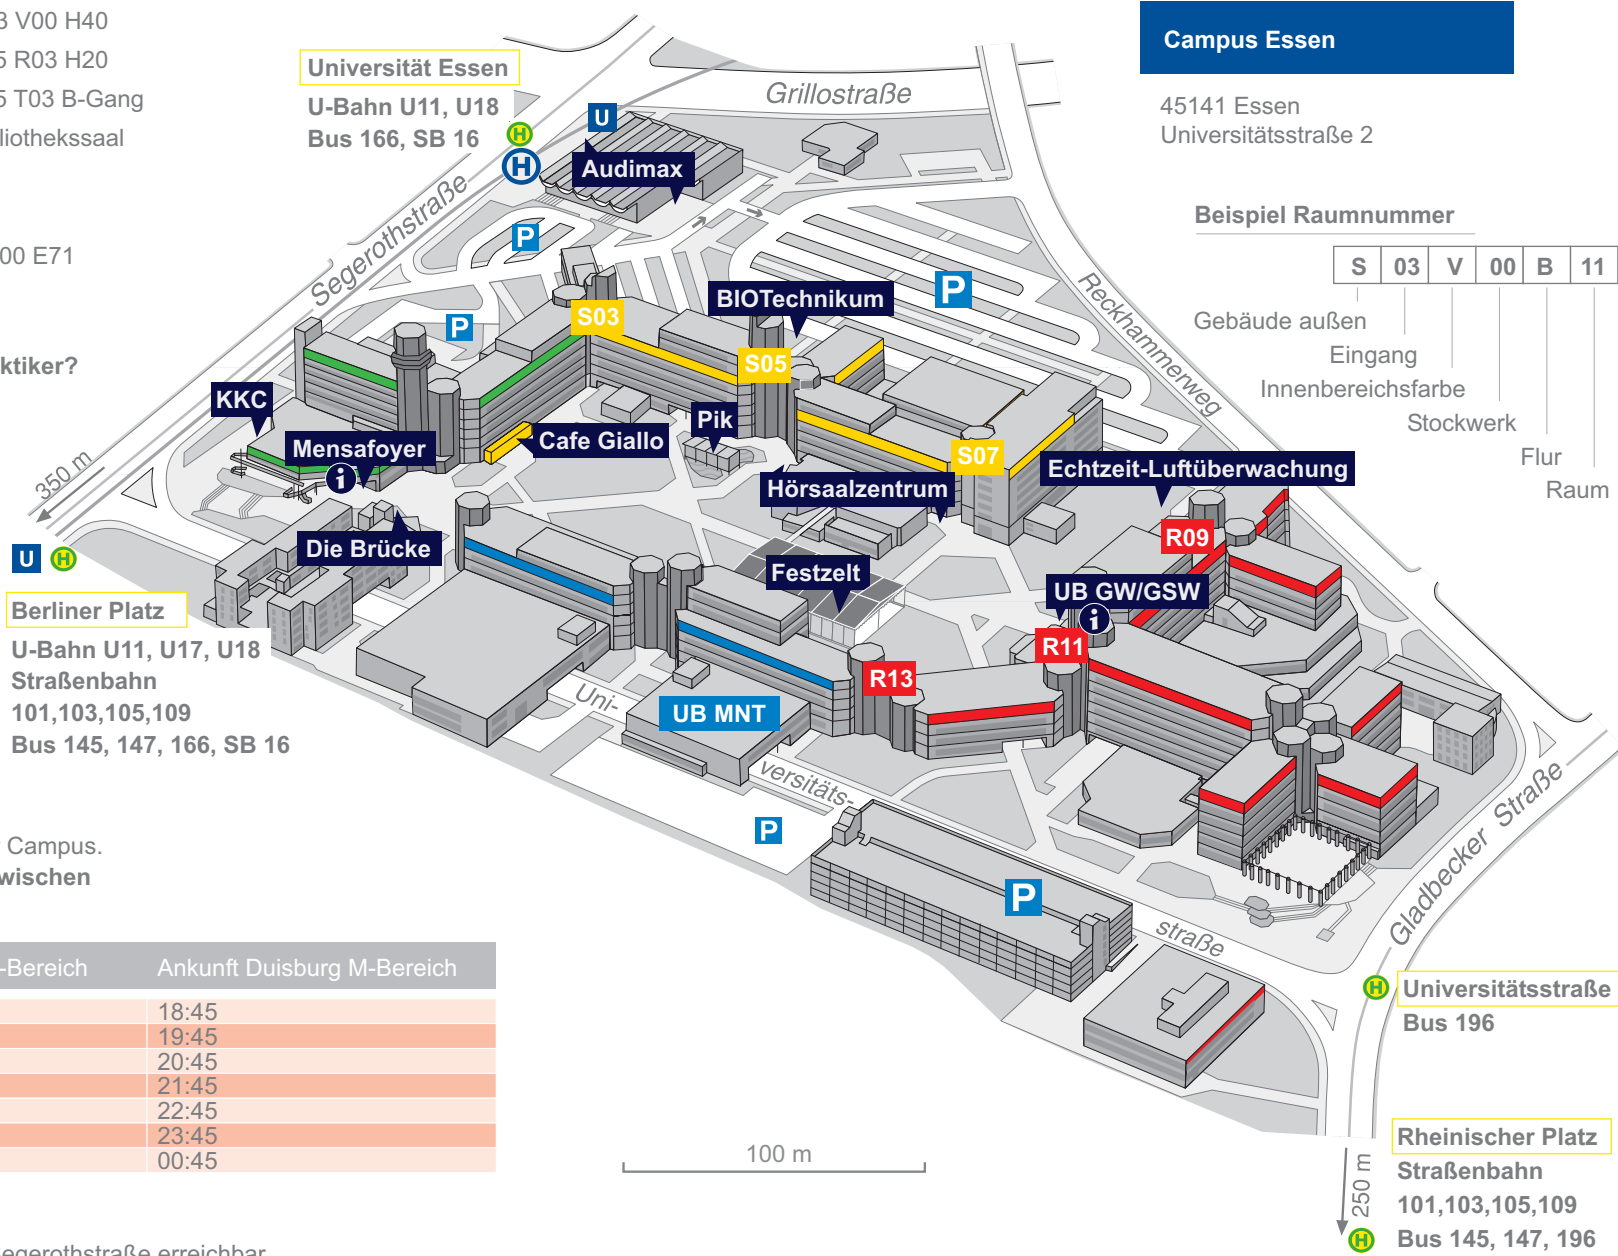 3 V00 H40
5 R03 H20
5 T03 B-Gang
liothekssaal
00 E71
ktiker?
Universität Essen
U-Bahn U11, U18
Bus 166, SB 16
H
H
U
Audimax
Grillostraße
Segerothstraße
Reckhammerweg
Campus Essen
45141 Essen
Universitätsstraße 2
Beispiel Raumnummer
S 03 V 00 B 11
Gebäude außen
Eingang
Innenbereichsfarbe
Stockwerk
Flur
Raum
P
P
P
BIOTechnikum
S03
S05
S07
KKC
Mensafoyer
i
Cafe Giallo
Pik
Hörsaalzentrum
Echtzeit-Luftüberwachung
R09
Die Brücke
Festzelt
UB GW/GSW
i
R11
R13
UB MNT
350 m
U H
Berliner Platz
U-Bahn U11, U17, U18
Straßenbahn
101,103,105,109
Bus 145, 147, 166, SB 16
Uni-
versitäts-
straße
P
P
Gladbecker Straße
Campus.
wischen
-Bereich Ankunft Duisburg M-Bereich
18:45
19:45
20:45
21:45
22:45
23:45
00:45
100 m
H
Universitätsstraße
Bus 196
250 m
H
Rheinischer Platz
Straßenbahn
101,103,105,109
Bus 145, 147, 196
egerothstraße erreichbar